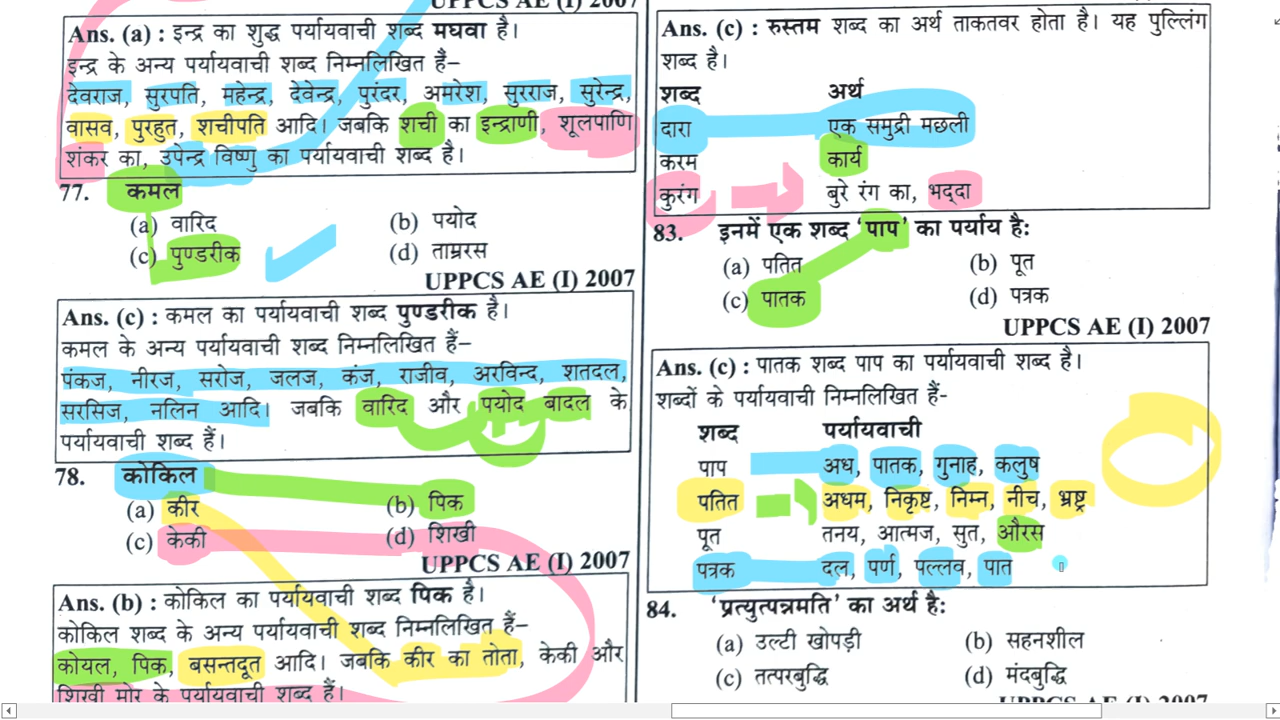 UPPCS AE (I) 2007
Ans. (a) : इन्द्र का शुद्ध पर्यायवाची शब्द मघवा है।
इन्द्र के अन्य पर्यायवाची शब्द निम्नलिखित हैं–
देवराज, सुरपति, महेन्द्र, देवेन्द्र, पुरंदर, अमरेश, सुरराज, सुरेन्द्र,
वासव, पुरहुत, शचीपति आदि। जबकि शची का इन्द्राणी, शूलपाणि
शंकर का, उपेन्द्र विष्णु का पर्यायवाची शब्द है।
77. कमल
(a) वारिद (b) पयोद
(c) पुण्डरीक (d) ताम्ररस
UPPCS AE (I) 2007
Ans. (c) : कमल का पर्यायवाची शब्द पुण्डरीक है।
कमल के अन्य पर्यायवाची शब्द निम्नलिखित हैं–
पंकज, नीरज, सरोज, जलज, कंज, राजीव, अरविन्द, शतदल,
सरसिज, नलिन आदि। जबकि वारिद और पयोद बादल के
पर्यायवाची शब्द हैं।
78. कोकिल
(a) कीर (b) पिक
(c) केकी (d) शिखी
UPPCS AE (I) 2007
Ans. (b) : कोकिल का पर्यायवाची शब्द पिक है।
कोकिल शब्द के अन्य पर्यायवाची शब्द निम्नलिखित हैं–
कोयल, पिक, बसन्तदूत आदि। जबकि कीर का तोता, केकी और
शिखी मोर के पर्यायवाची शब्द हैं।
Ans. (c) : रुस्तम शब्द का अर्थ ताकतवर होता है। यह पुल्लिंग
शब्द है।
शब्द अर्थ
दारा एक समुद्री मछली
करम कार्य
कुरंग बुरे रंग का, भद्दा
83. इनमें एक शब्द 'पाप' का पर्याय है:
(a) पतित (b) पूत
(c) पातक (d) पत्रक
UPPCS AE (I) 2007
Ans. (c) : पातक शब्द पाप का पर्यायवाची शब्द है।
शब्दों के पर्यायवाची निम्नलिखित हैं-
शब्द पर्यायवाची
पाप अध, पातक, गुनाह, कलुष
पतित अधम, निकृष्ट, निम्न, नीच, भ्रष्ट
पूत तनय, आत्मज, सुत, औरस
पत्रक दल, पर्ण, पल्लव, पात
84. 'प्रत्युत्पन्नमति' का अर्थ है:
(a) उल्टी खोपड़ी (b) सहनशील
(c) तत्परबुद्धि (d) मंदबुद्धि
UPPCS AE (I) 2007